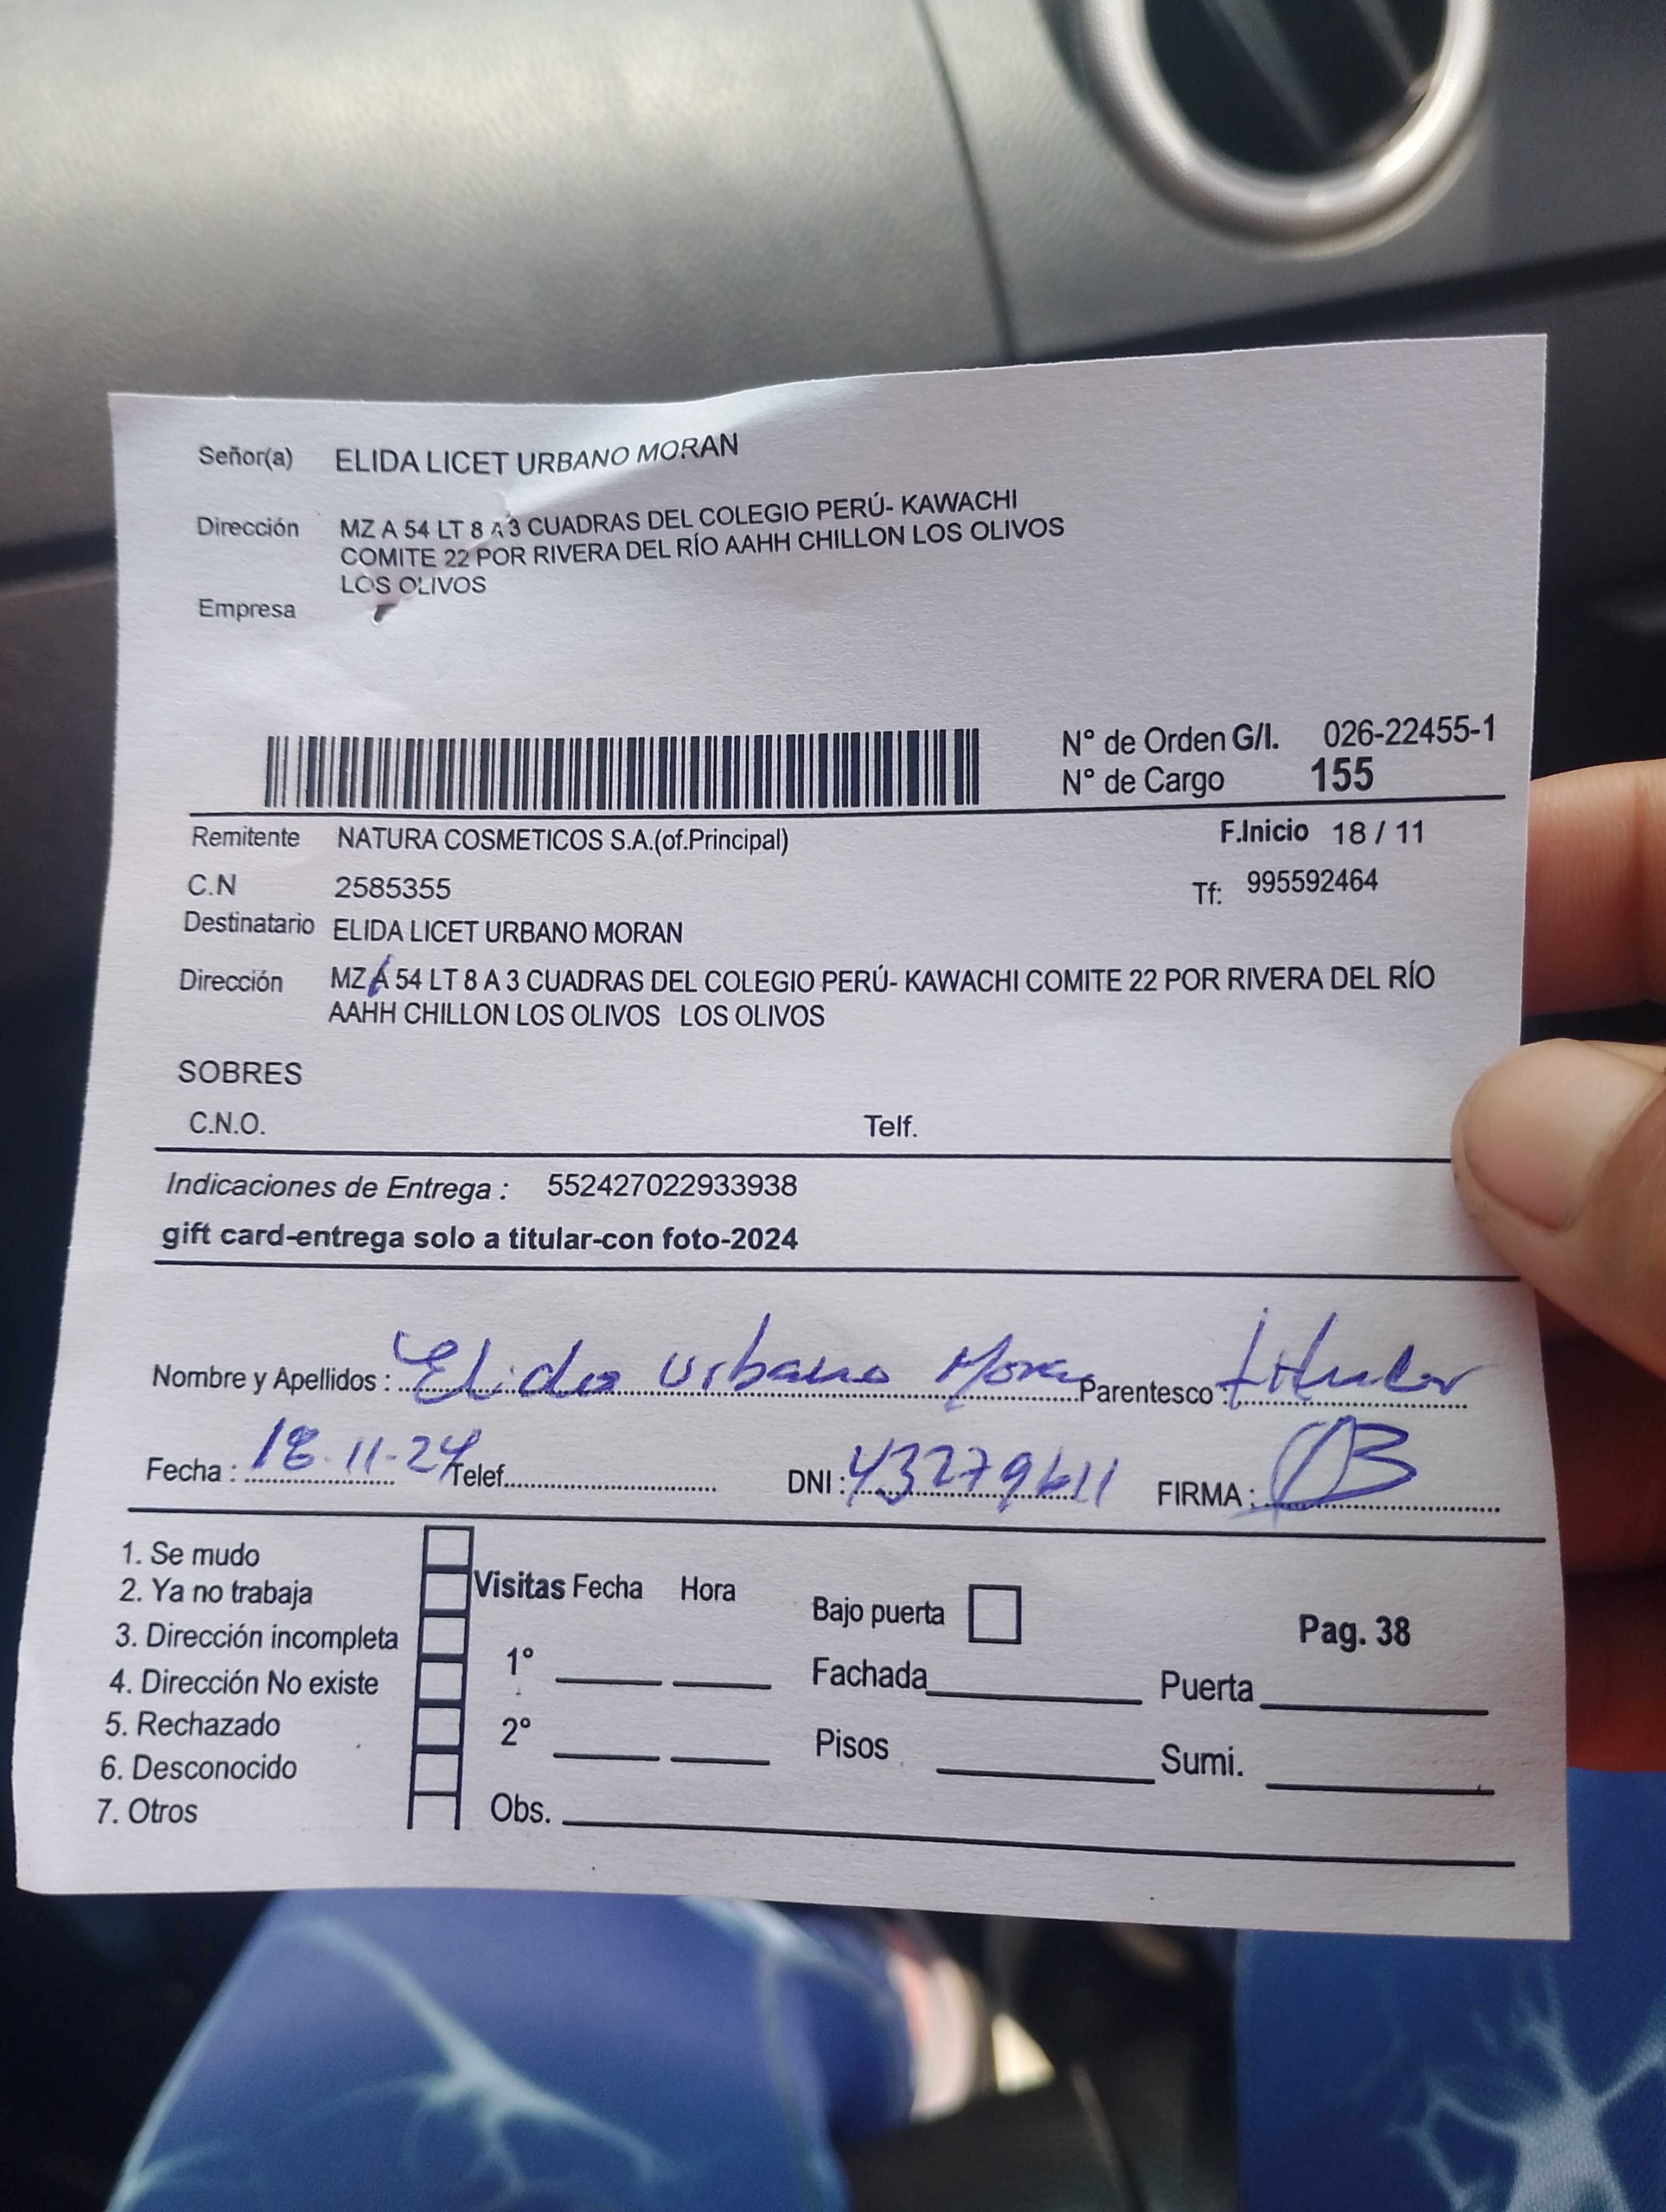 Señor(a) ELIDA LICET URBANO MORAN
Dirección MZ A 54 LT 8 A 3 CUADRAS DEL COLEGIO PERÚ- KAWACHI
COMITE 22 POR RIVERA DEL RÍO AAHH CHILLON LOS OLIVOS
LOS OLIVOS
Empresa
N° de Orden G/I. 026-22455-1
N° de Cargo 155
Remitente NATURA COSMETICOS S.A.(of.Principal) F.Inicio 18 / 11
C.N 2585355 Tf: 995592464
Destinatario ELIDA LICET URBANO MORAN
Dirección MZ A 54 LT 8 A 3 CUADRAS DEL COLEGIO PERÚ- KAWACHI COMITE 22 POR RIVERA DEL RÍO
AAHH CHILLON LOS OLIVOS LOS OLIVOS
SOBRES
C.N.O. Telf.
Indicaciones de Entrega : 552427022933938
gift card-entrega solo a titular-con foto-2024
Nombre y Apellidos : Elida Urbano Moran Parentesco : titular
Fecha : 18-11-24 Telef. DNI : 43279611 FIRMA :
1. Se mudo
2. Ya no trabaja Visitas Fecha Hora Bajo puerta
3. Dirección incompleta Pag. 38
4. Dirección No existe 1° Fachada Puerta
5. Rechazado 2° Pisos Sumi.
6. Desconocido
7. Otros Obs.